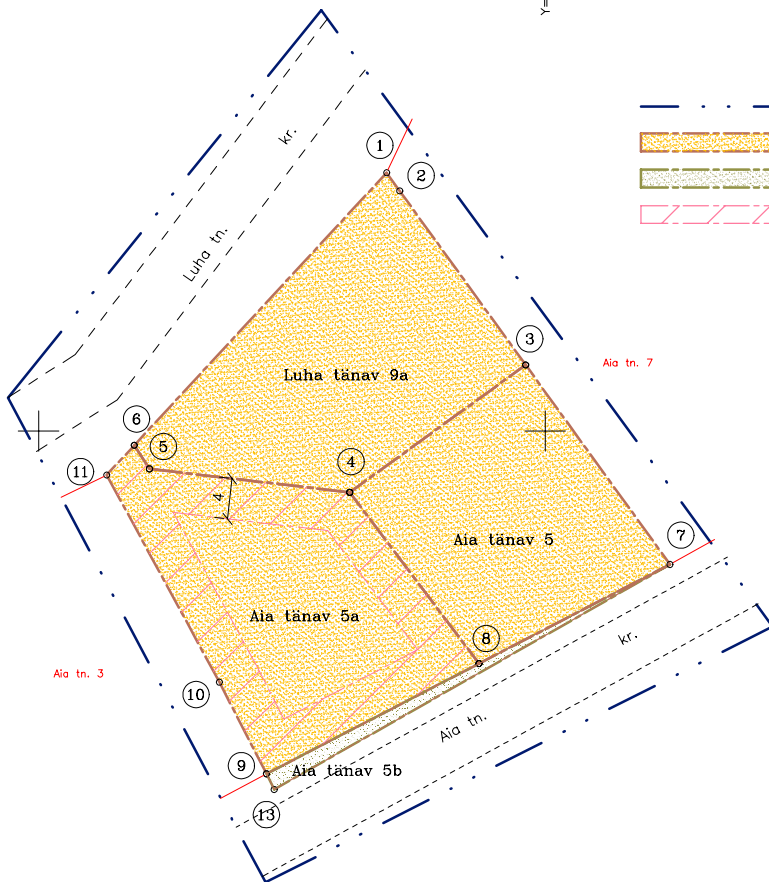 Y=
kr.
1
2
Luha tn.
3
Aia tn. 7
Luha tänav 9a
6
5
4
11
4
Aia tänav 5
7
Aia tänav 5a
8
kr.
Aia tn. 3
10
Aia tn.
9
Aia tänav 5b
13